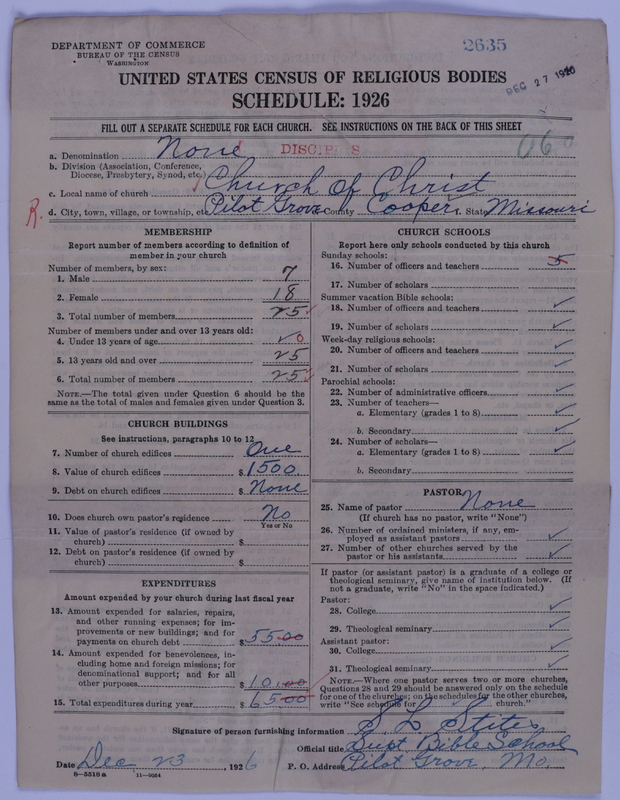 DEPARTMENT OF COMMERCE
BUREAU OF THE CENSUS
WASHINGTON
2635
DEC 27 1926
UNITED STATES CENSUS OF RELIGIOUS BODIES
SCHEDULE: 1926
FILL OUT A SEPARATE SCHEDULE FOR EACH CHURCH. SEE INSTRUCTIONS ON THE BACK OF THIS SHEET
060
a. Denomination None DISCIPLES
b. Division (Association, Conference, Diocese, Presbytery, Synod, etc.)
c. Local name of church Church of Christ
R. d. City, town, village, or township, etc. Pilot Grove County Cooper State Missouri
MEMBERSHIP
Report number of members according to definition of member in your church
Number of members, by sex:
1. Male 7
2. Female 18
3. Total number of members 25
Number of members under and over 13 years old:
4. Under 13 years of age 0
5. 13 years old and over 25
6. Total number of members 25
NOTE.—The total given under Question 6 should be the same as the total of males and females given under Question 3.
CHURCH BUILDINGS
See instructions, paragraphs 10 to 12
7. Number of church edifices One
8. Value of church edifices $1500
9. Debt on church edifices $None
10. Does church own pastor's residence No
Yes or No
11. Value of pastor's residence (if owned by church) $
12. Debt on pastor's residence (if owned by church) $
EXPENDITURES
Amount expended by church during last fiscal year
13. Amount expended for salaries, repairs, and other running expenses; for improvements or new buildings; and for payments on church debt $55.00
14. Amount expended for benevolences, including home and foreign missions; for denominational support; and for all other purposes $10.00
15. Total expenditures during year $65.00
CHURCH SCHOOLS
Report here only schools conducted by this church
Sunday schools:
16. Number of officers and teachers 5
17. Number of scholars
Summer vacation Bible schools:
18. Number of officers and teachers
19. Number of scholars
Week-day religious schools:
20. Number of officers and teachers
21. Number of scholars
Parochial schools:
22. Number of administrative officers
23. Number of teachers—
a. Elementary (grades 1 to 8)
b. Secondary
24. Number of scholars—
a. Elementary (grades 1 to 8)
b. Secondary
PASTOR
25. Name of pastor None
(If church has no pastor, write "None")
26. Number of ordained ministers, if any, employed as assistant pastors
27. Number of other churches served by the pastor or his assistants
If pastor (or assistant pastor) is a graduate of a college or theological seminary, give name of institution below. (If not a graduate, write "No" in the space indicated.)
Pastor:
28. College
29. Theological seminary
Assistant pastor:
30. College
31. Theological seminary
NOTE.—Where one pastor serves two or more churches, Questions 28 and 29 should be answered only on the schedule for one of the churches; on the schedules for the other churches, write "See schedule for church."
Signature of person furnishing information S. L. Stites
Official title Supt Bible School
Date Dec 23, 1926 P. O. Address Pilot Grove, Mo.
8—5518a 11—9054